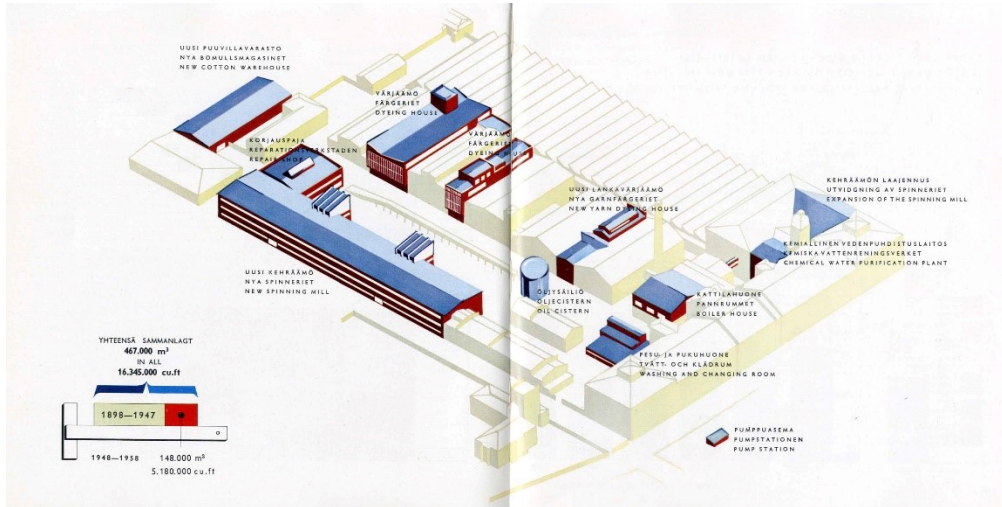 UUSI PUUVILLAVARASTO
NYA BOMULLSMAGASINET
NEW COTTON WAREHOUSE
VÄRJÄÄMÖ
FÄRGERIET
DYEING HOUSE
KORJAUSPAJA
REPARATIONSVERKSTADEN
REPAIR SHOP
VÄRJÄÄMÖ
FÄRGERIET
DYEING
UUSI LANKAVÄRJÄÄMÖ
NYA GARNFÄRGERIET
NEW YARN DYEING HOUSE
KEHRÄÄMÖN LAAJENNUS
UTVIDGNING AV SPINNERIET
EXPANSION OF THE SPINNING MILL
KEMIALLINEN VEDENPUHDISTUSLAITOS
KEMISKA VATTENRENINGSVERKET
CHEMICAL WATER PURIFICATION PLANT
UUSI KEHRÄÄMÖ
NYA SPINNERIET
NEW SPINNING MILL
ÖLJYSÄILIÖ
OLJECISTERN
OIL CISTERN
KATTILAHUONE
PANNRUMMET
BOILER HOUSE
PESU- JA PUKUHUONE
TVÄTT- OCH KLÄDRUM
WASHING AND CHANGING ROOM
PUMPPUASEMA
PUMPSTATIONEN
PUMP STATION
YHTEENSÄ SAMMANLAGT
467.000 m³
IN ALL
16.345.000 cu.ft
1898—1947
1948—1958 148.000 m³
5.180.000 cu.ft